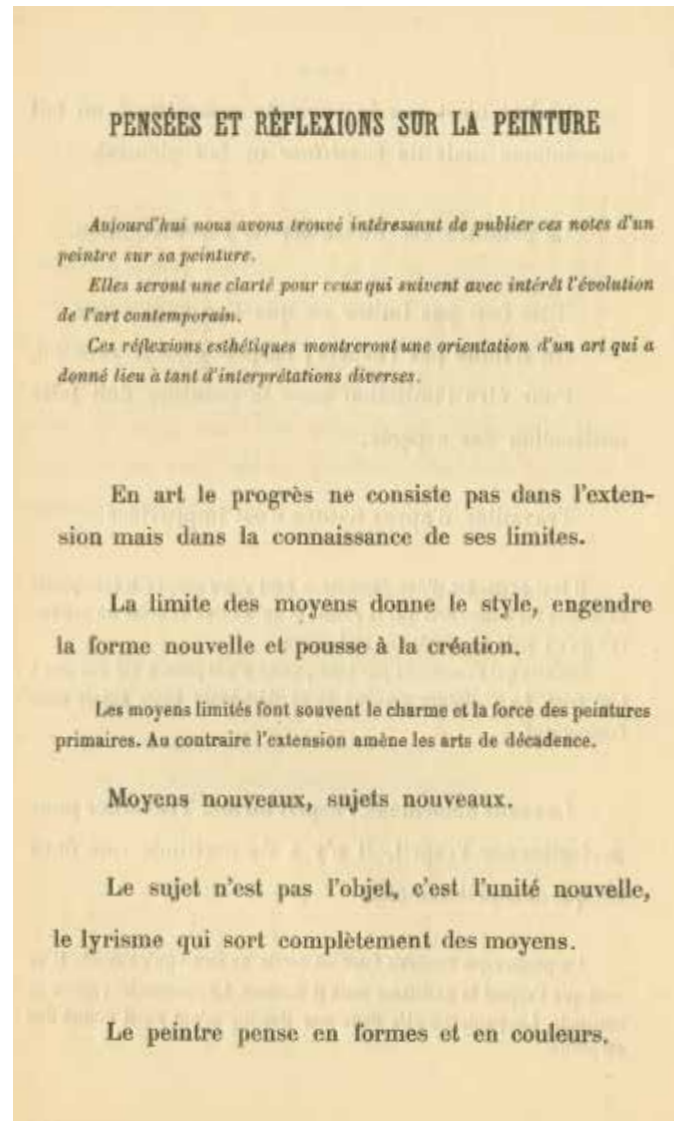 PENSÉES ET RÉFLEXIONS SUR LA PEINTURE
Aujourd'hui nous avons trouvé intéressant de publier ces notes d'un
peintre sur sa peinture.
Elles seront une clarté pour ceux qui suivent avec intérêt l'évolution
de l'art contemporain.
Ces réflexions esthétiques montreront une orientation d'un art qui a
donné lieu à tant d'interprétations diverses.
En art le progrès ne consiste pas dans l'exten-
sion mais dans la connaissance de ses limites.
La limite des moyens donne le style, engendre
la forme nouvelle et pousse à la création.
Les moyens limités font souvent le charme et la force des peintures
primaires. Au contraire l'extension amène les arts de décadence.
Moyens nouveaux, sujets nouveaux.
Le sujet n'est pas l'objet, c'est l'unité nouvelle,
le lyrisme qui sort complètement des moyens.
Le peintre pense en formes et en couleurs.